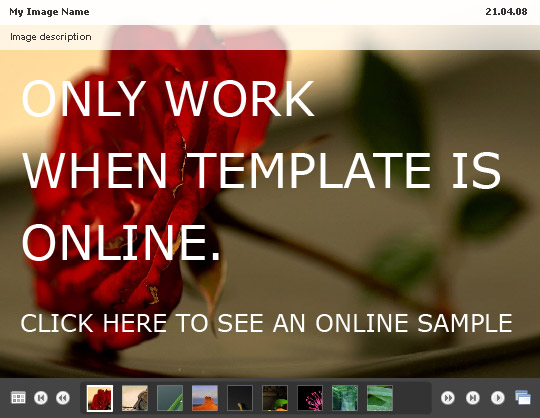 My Image Name 21.04.08
Image description
ONLY WORK
WHEN TEMPLATE IS
ONLINE.
CLICK HERE TO SEE AN ONLINE SAMPLE